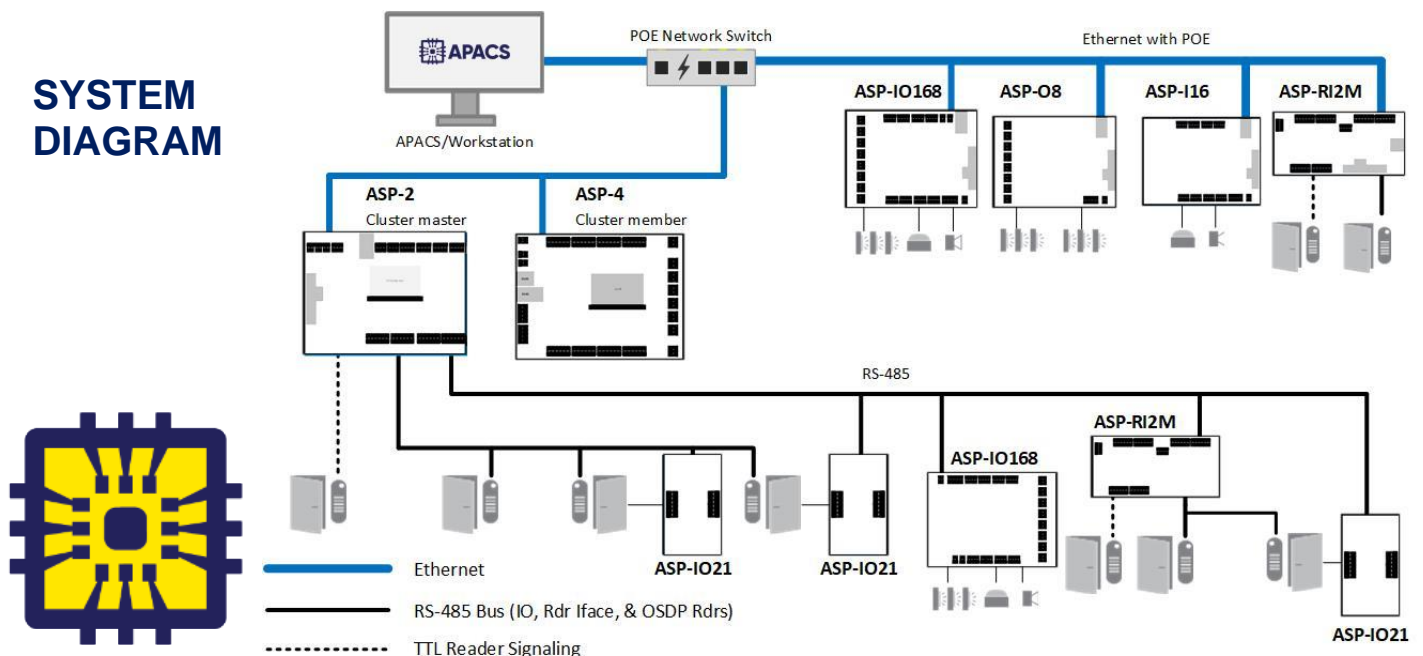 SYSTEM
DIAGRAM
APACS
APACS/Workstation
POE Network Switch
Ethernet with POE
ASP-IO168
ASP-O8
ASP-I16
ASP-RI2M
ASP-2
Cluster master
ASP-4
Cluster member
RS-485
ASP-RI2M
ASP-IO168
ASP-IO21
ASP-IO21
ASP-IO21
Ethernet
RS-485 Bus (IO, Rdr Iface, & OSDP Rdrs)
TTL Reader Signaling